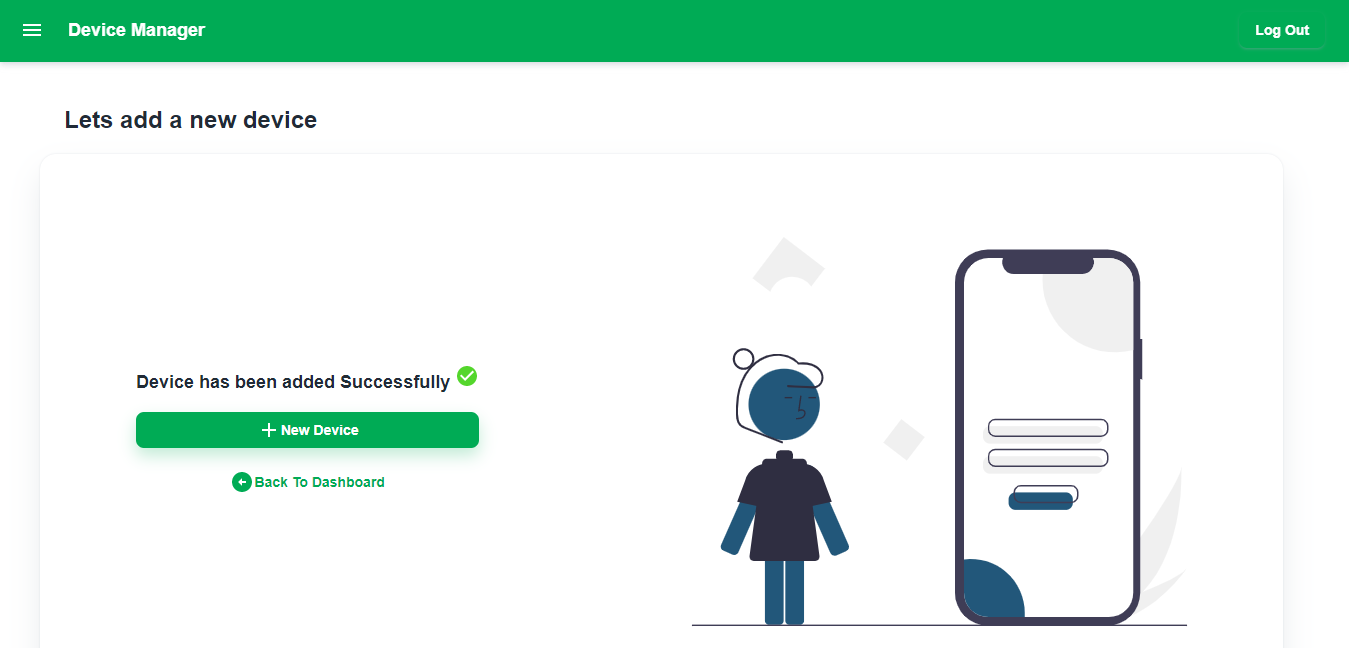 Device Manager
Log Out
Lets add a new device
Device has been added Successfully
New Device
Back To Dashboard